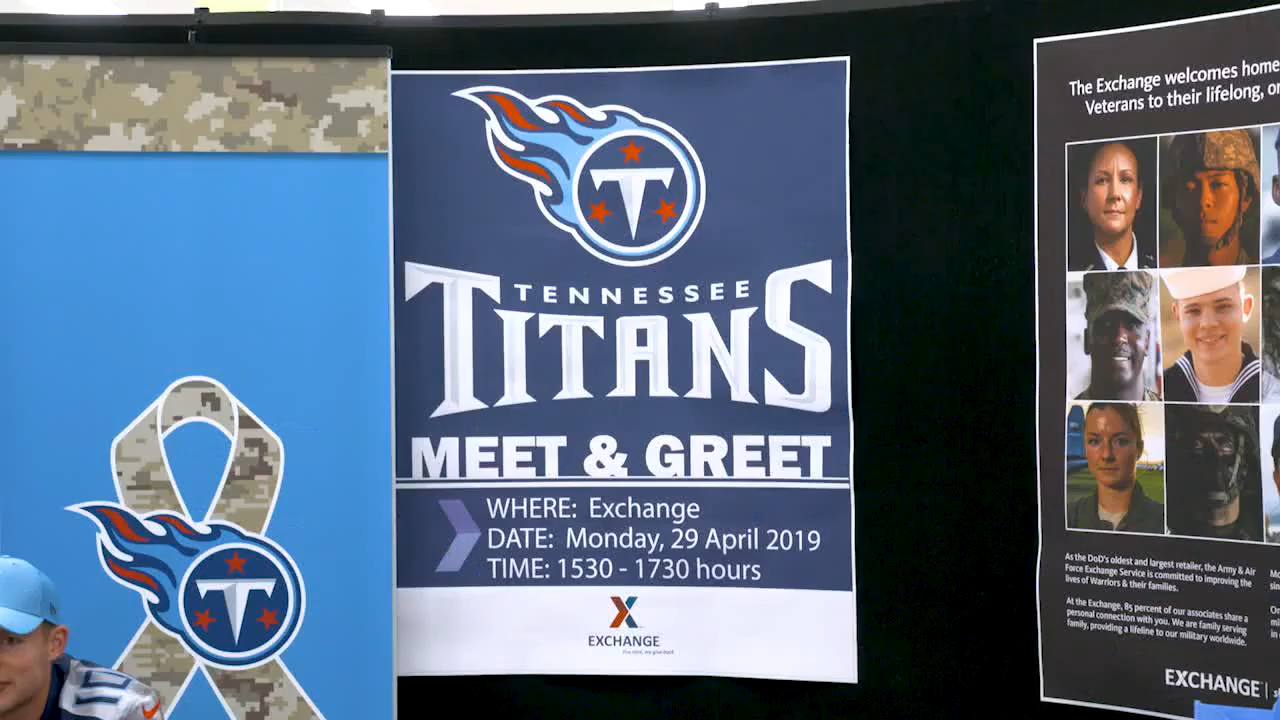 T
TENNESSEE
TITANS
MEET & GREET
WHERE: Exchange
DATE: Monday, 29 April 2019
TIME: 1530 - 1730 hours
X
EXCHANGE
T
The Exchange welcomes home
Veterans to their lifelong,
As the DoD's oldest and largest retailer, the Army & Air
Force Exchange Service is committed to improving the
lives of Warriors & their families.
At the Exchange, 85 percent of our associates share a
personal connection with you. We are family serving
family, providing a lifeline to our military worldwide.
EXCHANGE